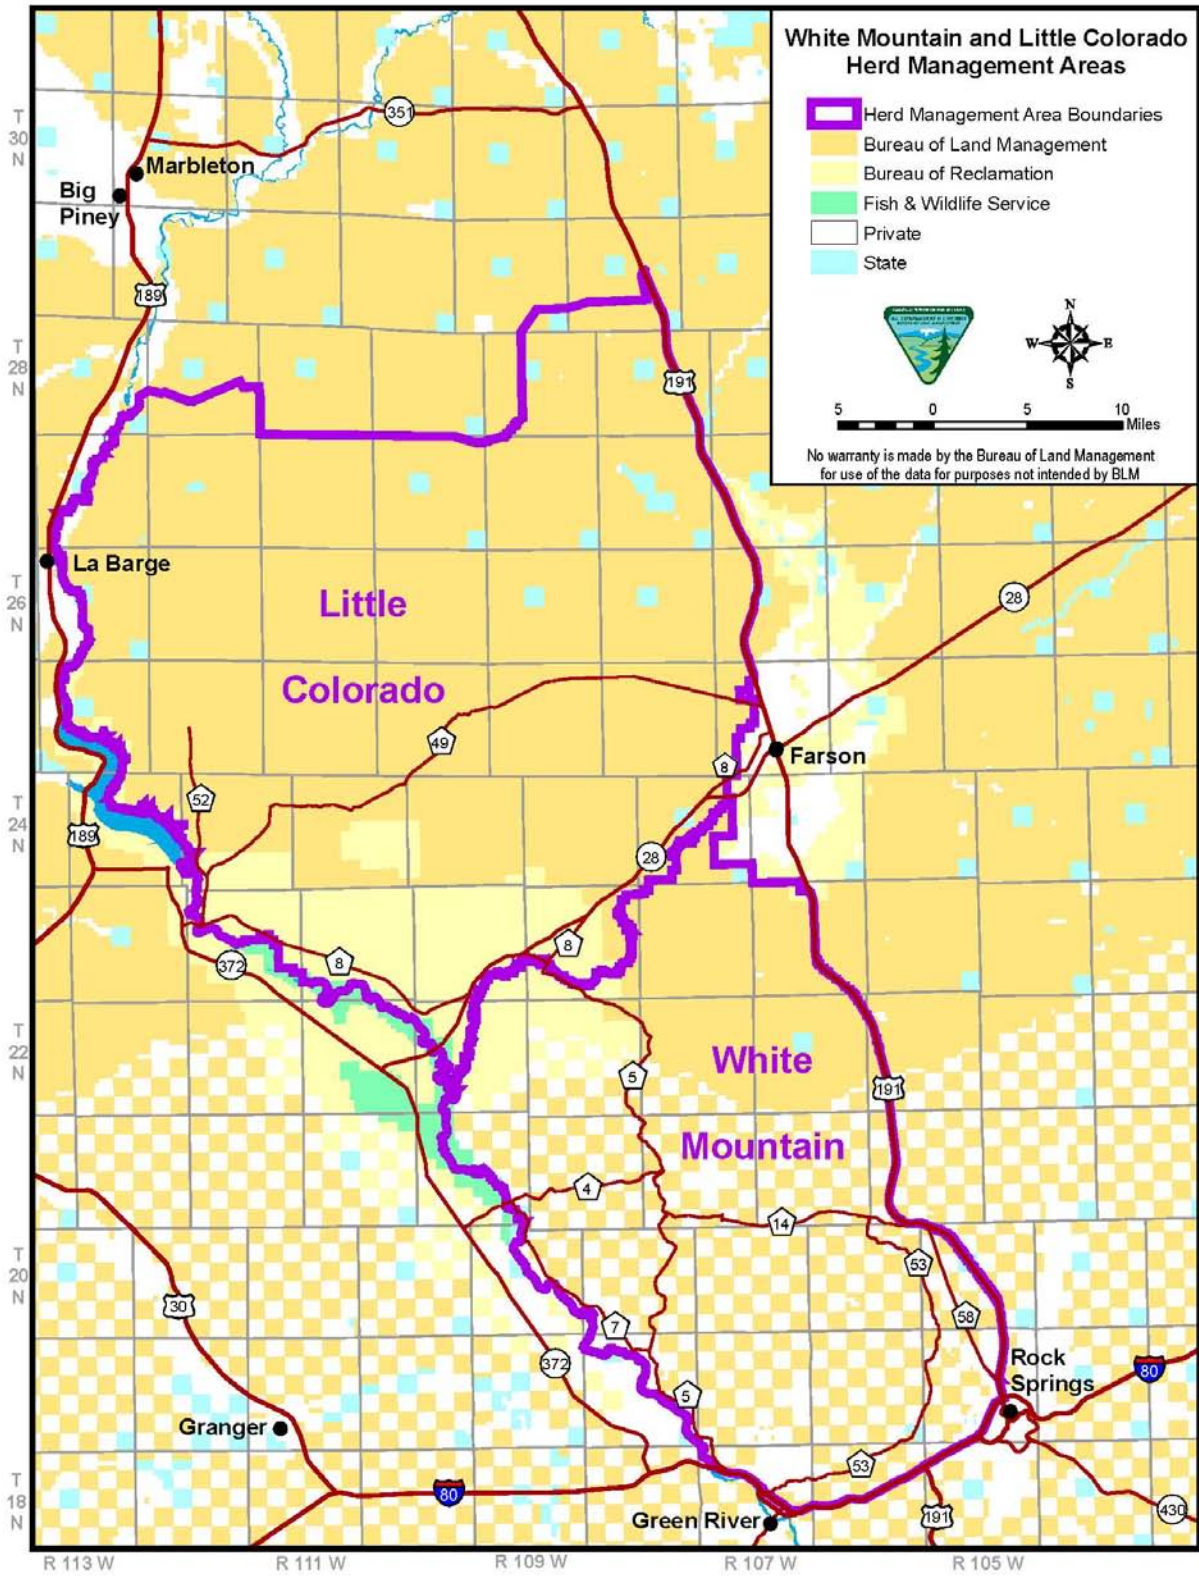 White Mountain and Little Colorado
Herd Management Areas
Herd Management Area Boundaries
Bureau of Land Management
Bureau of Reclamation
Fish & Wildlife Service
Private
State
N
W E
S
5 0 5 10
Miles
No warranty is made by the Bureau of Land Management
for use of the data for purposes not intended by BLM
T
30
N
351
Marbleton
Big
Piney
189
T
28
N
191
La Barge
T
26
N
Little
28
Colorado
49
Farson
8
52
T
24
N
189
28
8
372
8
T
22
N
White
5
191
Mountain
4
14
T
20
N
53
30
58
7
372
Rock
Springs
80
5
Granger
53
T
18
N
80
Green River
191
430
R 113 W
R 111 W
R 109 W
R 107 W
R 105 W